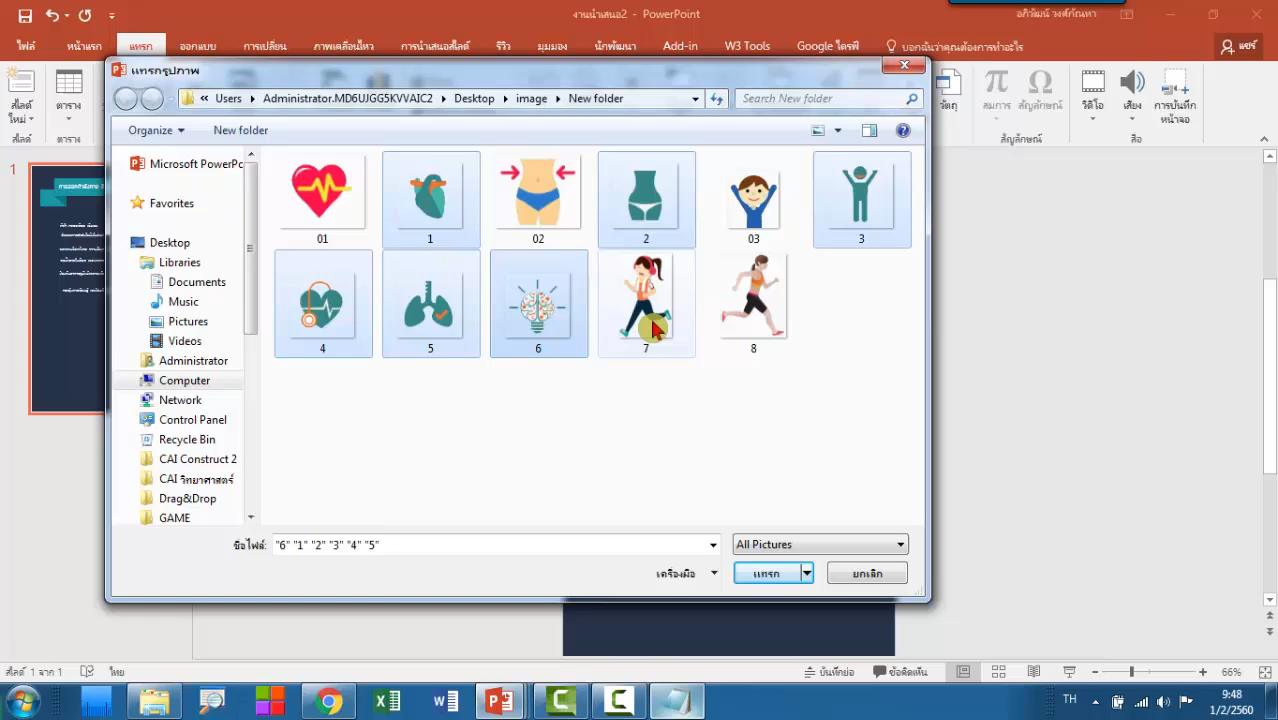 งานนำเสนอ2 - PowerPoint
อภิวัฒน์ วงศ์กัณหา
ไฟล์ หน้าแรก แทรก ออกแบบ การเปลี่ยน ภาพเคลื่อนไหว การนำเสนอสไลด์ รีวิว มุมมอง นักพัฒนา Add-in W3 Tools Google ไดรฟ์ บอกฉันว่าคุณต้องการทำอะไร แชร์
สไลด์
ใหม่
สไลด์
ตาราง
ตาราง
วัตถุ
สมการ
สัญลักษณ์
สัญลักษณ์
วิดีโอ
เสียง
การบันทึก
หน้าจอ
สื่อ
แทรกรูปภาพ
« Users Administrator.MD6UJGG5KVVAIC2 Desktop image New folder
Search New folder
Organize New folder
Microsoft PowerPo
Favorites
Desktop
Libraries
Documents
Music
Pictures
Videos
Administrator
Computer
Network
Control Panel
Recycle Bin
CAI Construct 2
CAI วิทยาศาสตร์
Drag&Drop
GAME
01 1 02 2 03 3
4 5 6 7 8
ชื่อไฟล์: "6" "1" "2" "3" "4" "5"
All Pictures
เครื่องมือ แทรก ยกเลิก
1
สไลด์ 1 จาก 1 ไทย บันทึกย่อ ข้อคิดเห็น 66%
TH
9:48
1/2/2560